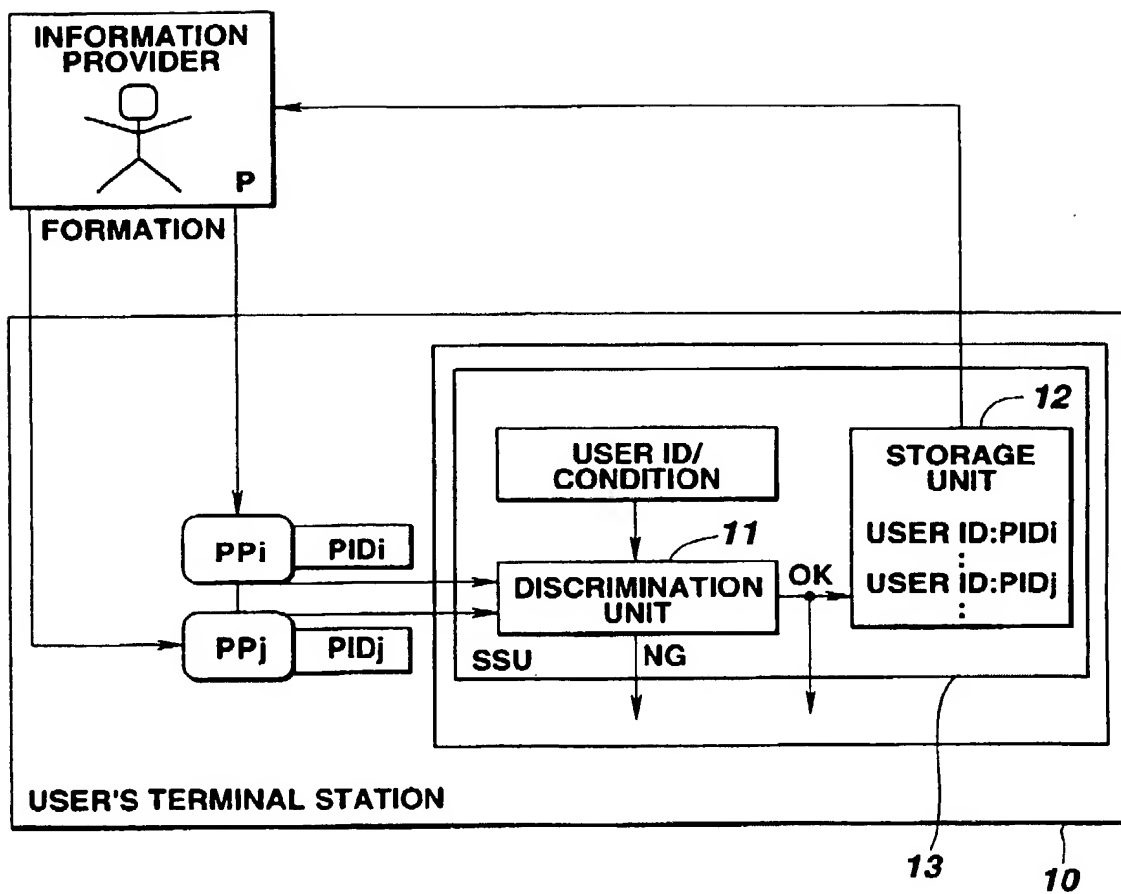 INFORMATION
PROVIDER
P
FORMATION
12
USER ID/
CONDITION
STORAGE
UNIT
USER ID:PIDi
USER ID:PIDj
11
PPi
PIDi
DISCRIMINATION
UNIT
OK
PPj
PIDj
SSU
NG
USER'S TERMINAL STATION
13
10